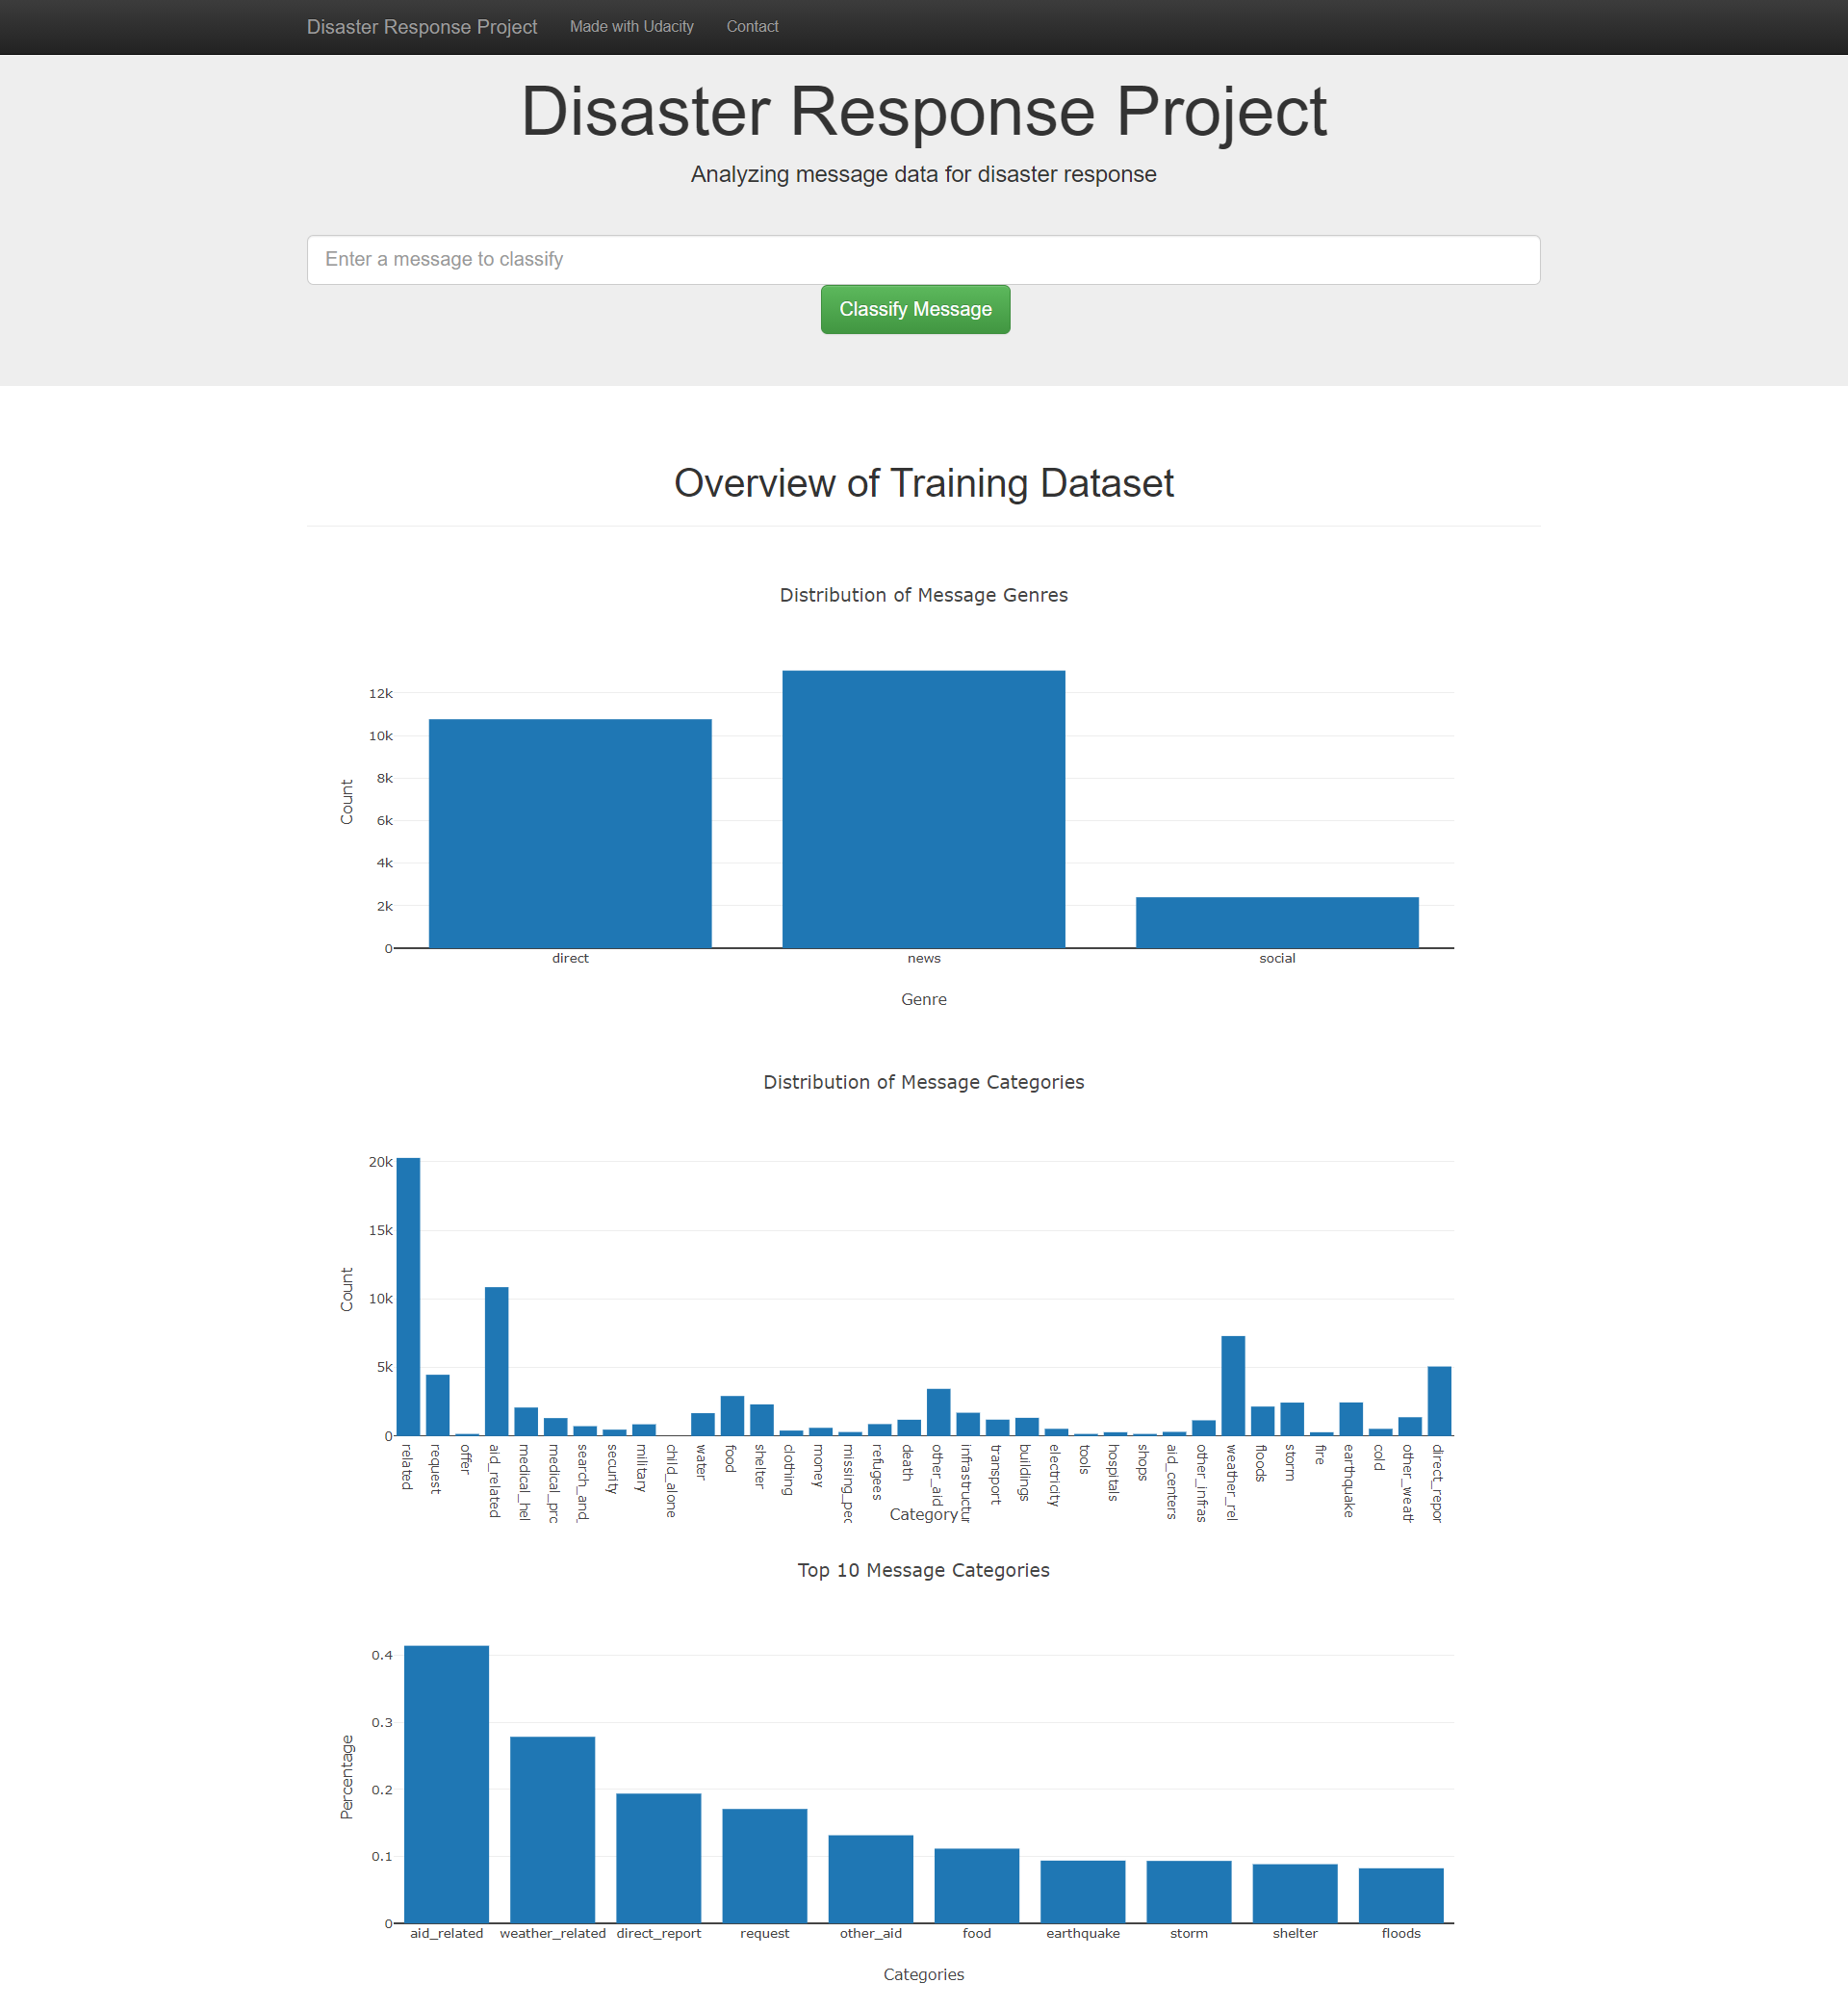 Disaster Response Project Made with Udacity Contact
Disaster Response Project
Analyzing message data for disaster response
Enter a message to classify
Classify Message
Overview of Training Dataset
Distribution of Message Genres
12k
10k
8k
6k
4k
2k
0
Count
direct news social
Genre
Distribution of Message Categories
20k
15k
10k
5k
0
Count
related
request
offer
aid_related
medical_hel
medical_prc
search_and_
security
military
child_alone
water
food
shelter
clothing
money
missing_pec
refugees
death
other_aid
infrastructur
transport
buildings
electricity
tools
hospitals
shops
aid_centers
other_infras
weather_rel
floods
storm
fire
earthquake
cold
other_weath
direct_repor
Category
Top 10 Message Categories
0.4
0.3
0.2
0.1
0
Percentage
aid_related weather_related direct_report request other_aid food earthquake storm shelter floods
Categories